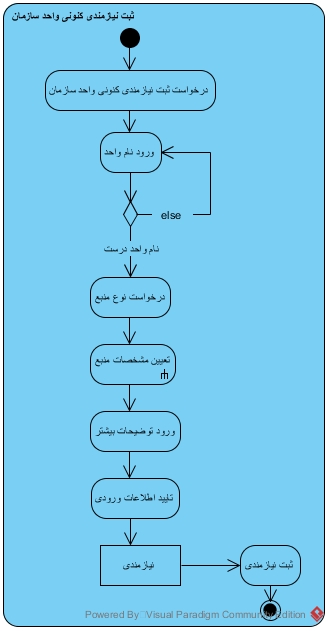 ثبت نیازمندی کنونی واحد سازمان
درخواست ثبت نیازمندی کنونی واحد سازمان
ورود نام واحد
else
نام واحد درست
درخواست نوع منبع
تعیین مشخصات منبع
ورود توضیحات بیشتر
تایید اطلاعات ورودی
نیازمندی
ثبت نیازمندی
Powered By Visual Paradigm Community Edition